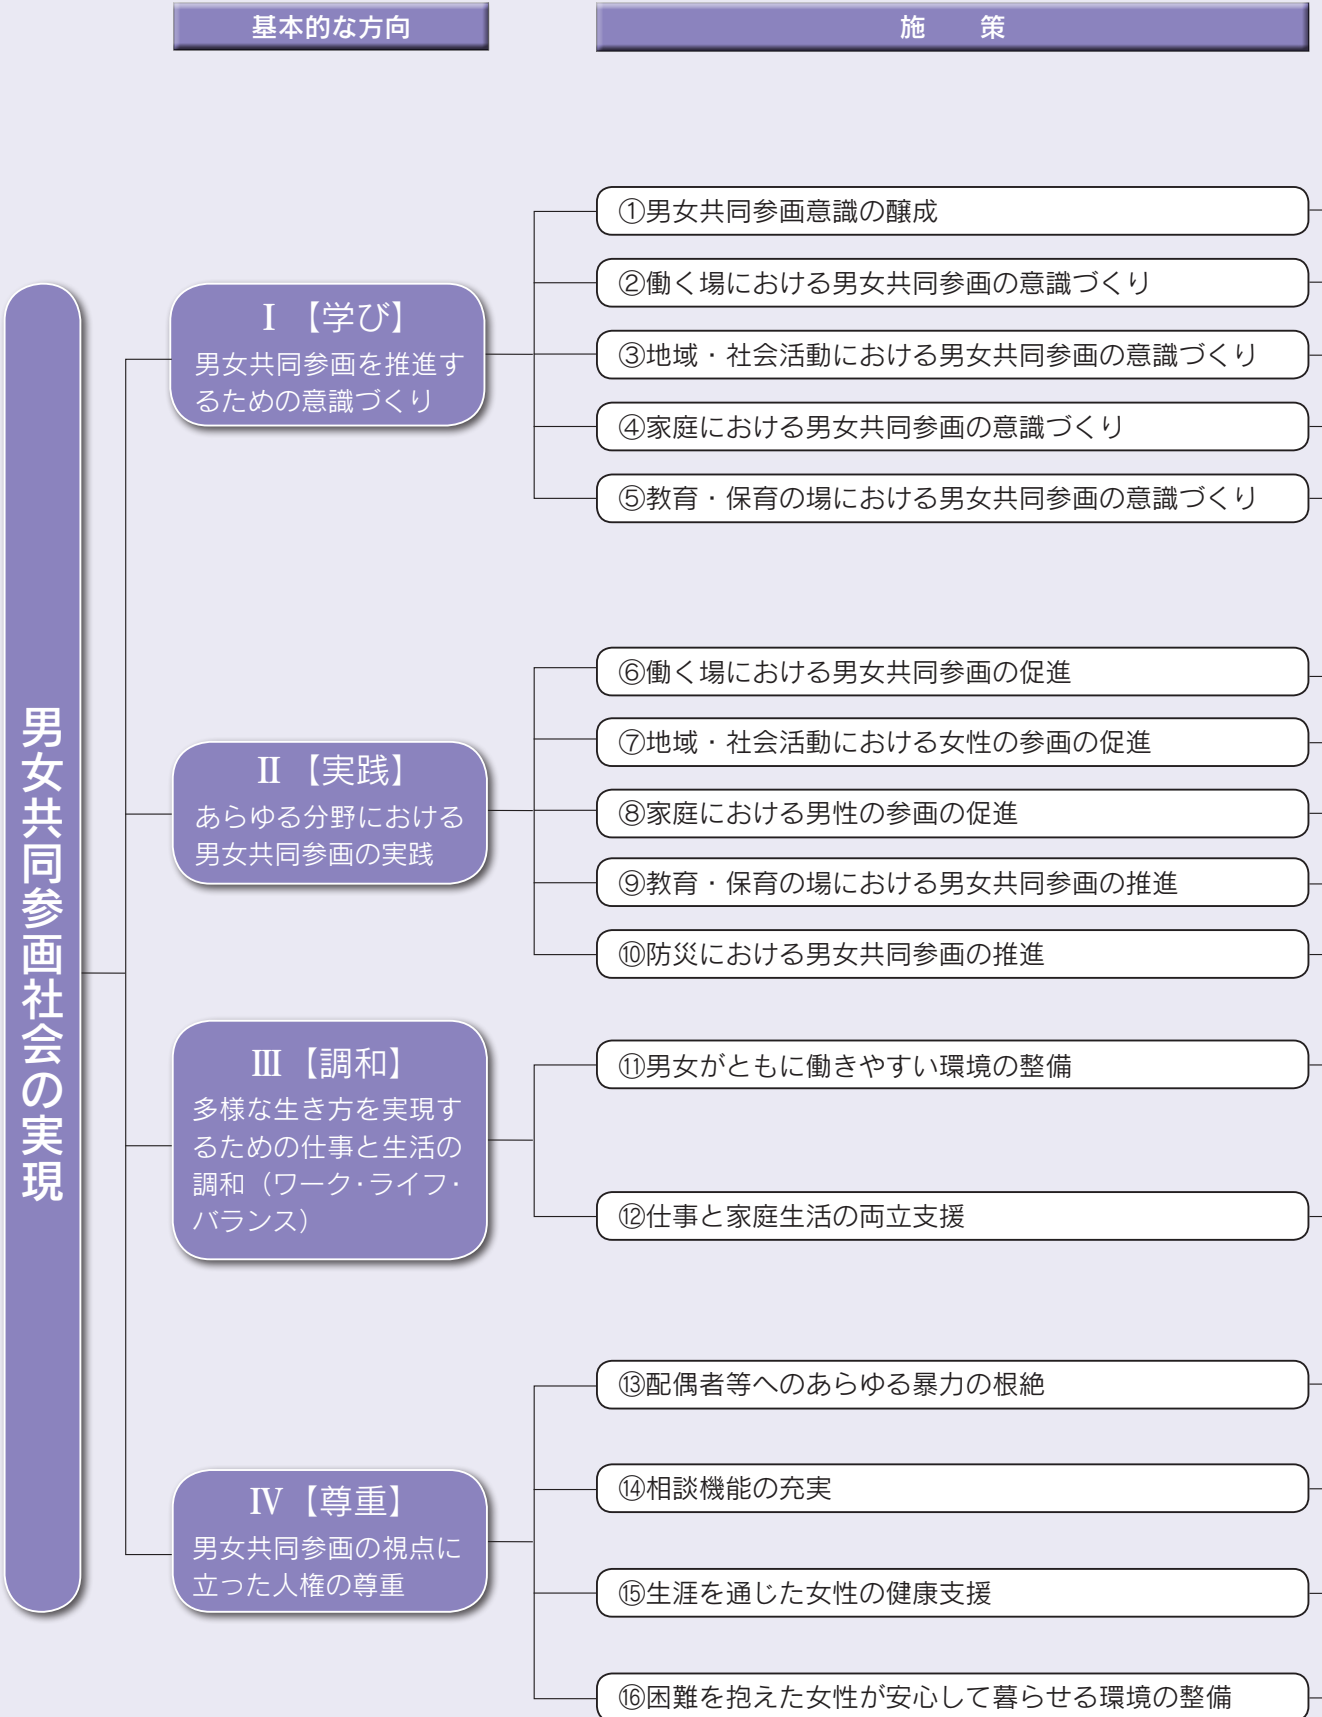 基本的な方向
施　策
男女共同参画社会の実現
Ⅰ【学び】
男女共同参画を推進す
るための意識づくり
①男女共同参画意識の醸成
②働く場における男女共同参画の意識づくり
③地域・社会活動における男女共同参画の意識づくり
④家庭における男女共同参画の意識づくり
⑤教育・保育の場における男女共同参画の意識づくり
Ⅱ【実践】
あらゆる分野における
男女共同参画の実践
⑥働く場における男女共同参画の促進
⑦地域・社会活動における女性の参画の促進
⑧家庭における男性の参画の促進
⑨教育・保育の場における男女共同参画の推進
⑩防災における男女共同参画の推進
Ⅲ【調和】
多様な生き方を実現す
るための仕事と生活の
調和（ワーク・ライフ・
バランス）
⑪男女がともに働きやすい環境の整備
⑫仕事と家庭生活の両立支援
Ⅳ【尊重】
男女共同参画の視点に
立った人権の尊重
⑬配偶者等へのあらゆる暴力の根絶
⑭相談機能の充実
⑮生涯を通じた女性の健康支援
⑯困難を抱えた女性が安心して暮らせる環境の整備